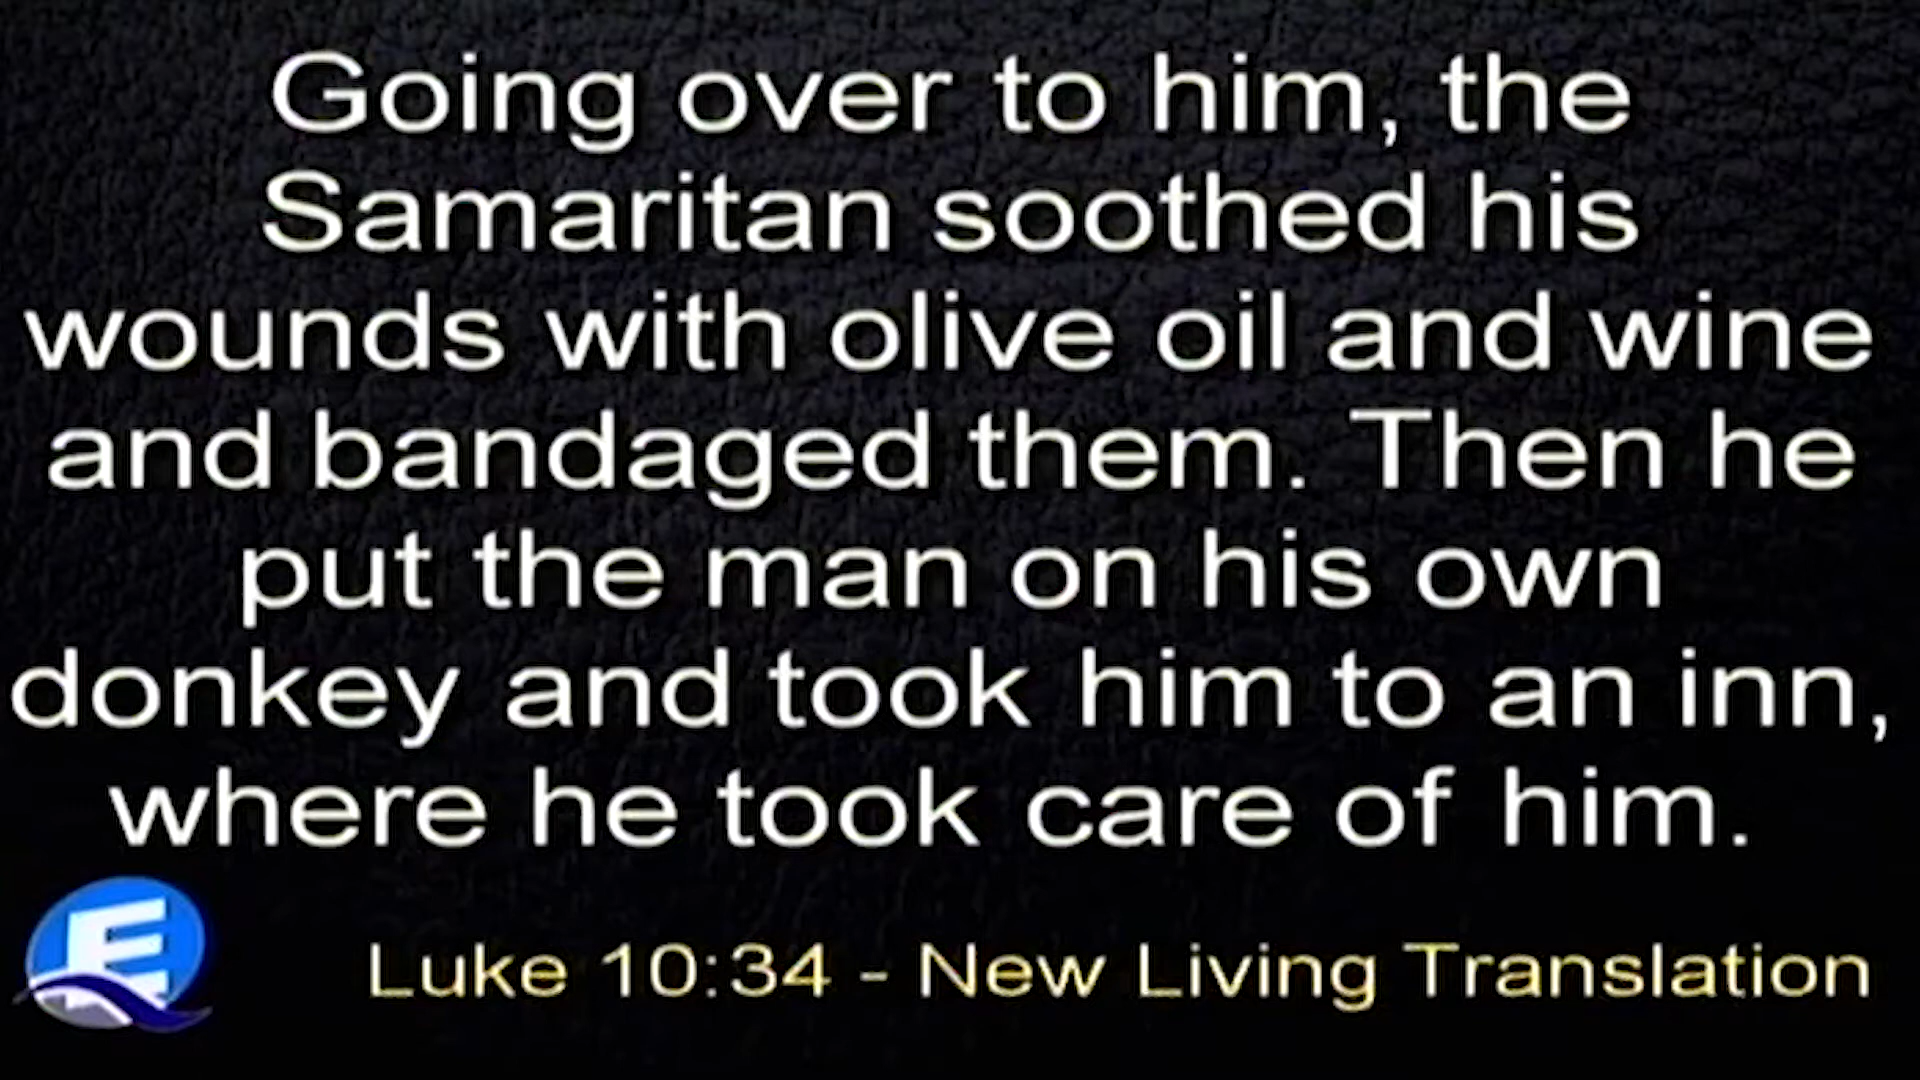 Going over to him, the
Samaritan soothed his
wounds with olive oil and wine
and bandaged them. Then he
put the man on his own
donkey and took him to an inn,
where he took care of him.
E
Luke 10:34 - New Living Translation